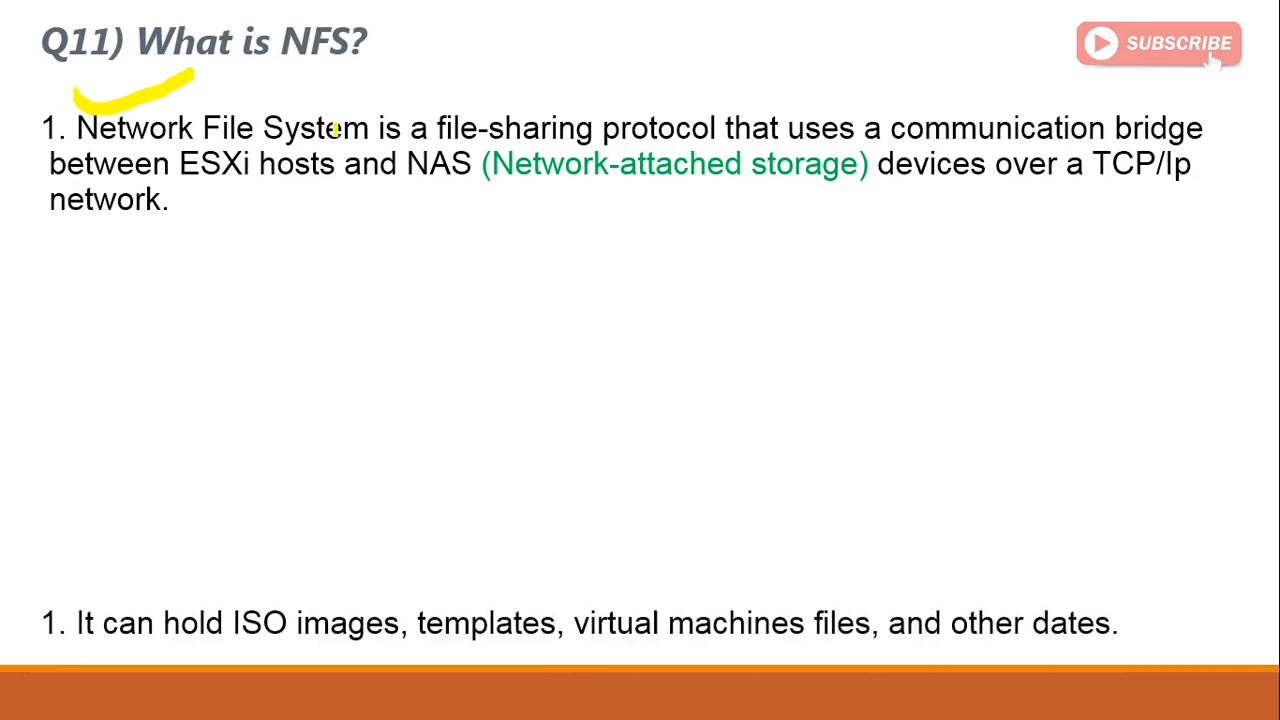 Q11) What is NFS?
SUBSCRIBE
1. Network File System is a file-sharing protocol that uses a communication bridge
between ESXi hosts and NAS (Network-attached storage) devices over a TCP/Ip
network.
1. It can hold ISO images, templates, virtual machines files, and other dates.